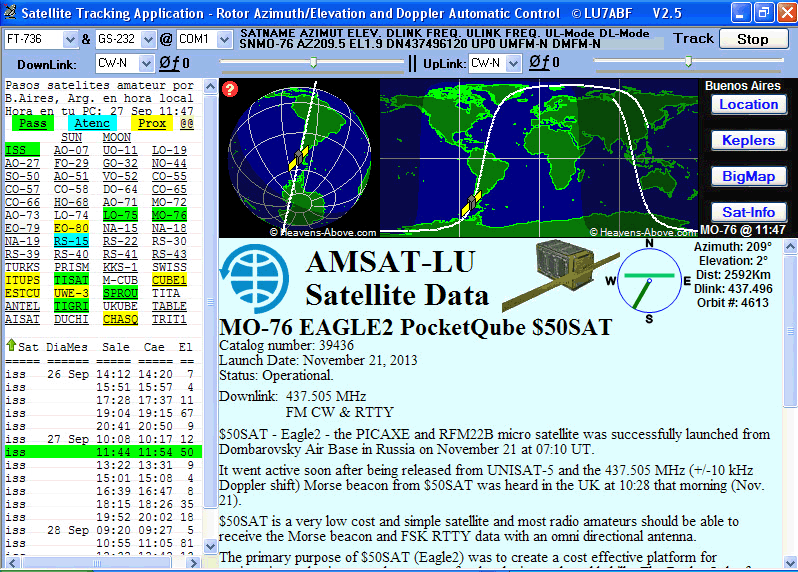 Satellite Tracking Application - Rotor Azimuth/Elevation and Doppler Automatic Control © LU7ABF V2.5
FT-736 & GS-232 @ COM1
SATNAME AZIMUT ELEV. DLINK FREQ. ULINK FREQ. UL-Mode DL-Mode
SNMO-76 AZ209.5 EL1.9 DN437496120 UP0 UMFM-N DMFM-N
Track Stop
DownLink: CW-N Øƒ0 UpLink: CW-N Øƒ0
Pasos satelites amateur por
B.Aires, Arg. en hora local
Hora en tu PC: 27 Sep 11:47
Pass Atenc Prox @@
SUN MOON
ISS AO-07 UO-11 LO-19
AO-27 FO-29 GO-32 NO-44
SO-50 AO-51 VO-52 CO-55
CO-57 CO-58 DO-64 CO-65
CO-66 HO-68 AO-71 MO-72
AO-73 LO-74 LO-75 MO-76
EO-79 EO-80 NA-15 NA-18
NA-19 RS-15 RS-22 RS-30
RS-39 RS-40 RS-41 RS-43
TURKS PRISM KKS-1 SWISS
ITUPS TISAT M-CUB CUBE1
ESTCU UWE-3 SPROU TITA
ANTEL TIGRI UKUBE TABLE
AISAT DUCHI CHASQ TRIT1
Sat DiaMes Sale Cae El
===== ====== ===== ===== ==
iss 26 Sep 14:12 14:20 7
iss 15:51 15:57 4
iss 17:28 17:37 11
iss 19:04 19:15 67
iss 20:41 20:50 9
iss 27 Sep 10:08 10:17 12
iss 11:44 11:54 50
iss 13:22 13:31 9
iss 15:01 15:08 4
iss 16:39 16:47 8
iss 18:15 18:26 35
iss 19:52 20:02 18
iss 28 Sep 09:20 09:27 5
iss 10:55 11:05 81
?
© Heavens-Above.com
© Heavens-Above.com
Buenos Aires
Location
Keplers
BigMap
Sat-Info
MO-76 @ 11:47
AMSAT-LU
Satellite Data
N
W E
S
Azimuth: 209°
Elevation: 2°
Dist: 2592Km
Dlink: 437.496
Orbit #: 4613
MO-76 EAGLE2 PocketQube $50SAT
Catalog number: 39436
Launch Date: November 21, 2013
Status: Operational.
Downlink: 437.505 MHz
FM CW & RTTY
$50SAT - Eagle2 - the PICAXE and RFM22B micro satellite was successfully launched from
Dombarovsky Air Base in Russia on November 21 at 07:10 UT.
It went active soon after being released from UNISAT-5 and the 437.505 MHz (+/-10 kHz
Doppler shift) Morse beacon from $50SAT was heard in the UK at 10:28 that morning (Nov.
21).
$50SAT is a very low cost and simple satellite and most radio amateurs should be able to
receive the Morse beacon and FSK RTTY data with an omni directional antenna.
The primary purpose of $50SAT (Eagle2) was to create a cost effective platform for